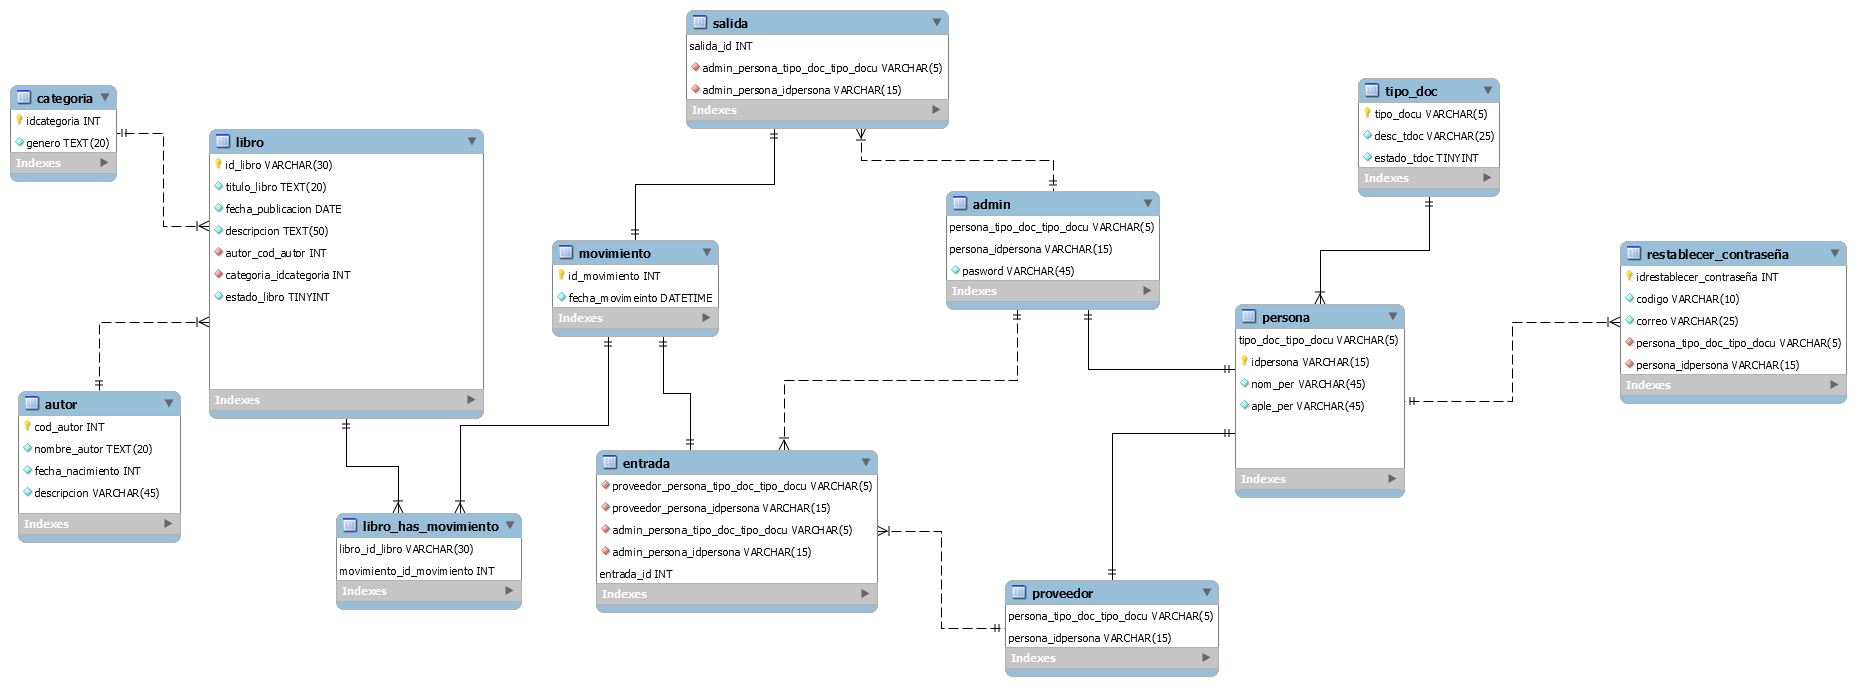 salida
salida_id INT
admin_persona_tipo_doc_tipo_docu VARCHAR(5)
admin_persona_idpersona VARCHAR(15)
Indexes
categoria
idcategoria INT
genero TEXT(20)
Indexes
libro
id_libro VARCHAR(30)
titulo_libro TEXT(20)
fecha_publicacion DATE
descripcion TEXT(50)
autor_cod_autor INT
categoria_idcategoria INT
estado_libro TINYINT
Indexes
tipo_doc
tipo_docu VARCHAR(5)
desc_tdoc VARCHAR(25)
estado_tdoc TINYINT
Indexes
admin
persona_tipo_doc_tipo_docu VARCHAR(5)
persona_idpersona VARCHAR(15)
pasword VARCHAR(45)
Indexes
movimiento
id_movimiento INT
fecha_movimeinto DATETIME
Indexes
restablecer_contraseña
idrestablecer_contraseña INT
codigo VARCHAR(10)
correo VARCHAR(25)
persona_tipo_doc_tipo_docu VARCHAR(5)
persona_idpersona VARCHAR(15)
Indexes
persona
tipo_doc_tipo_docu VARCHAR(5)
idpersona VARCHAR(15)
nom_per VARCHAR(45)
aple_per VARCHAR(45)
Indexes
autor
cod_autor INT
nombre_autor TEXT(20)
fecha_nacimiento INT
descripcion VARCHAR(45)
Indexes
entrada
proveedor_persona_tipo_doc_tipo_docu VARCHAR(5)
proveedor_persona_idpersona VARCHAR(15)
admin_persona_tipo_doc_tipo_docu VARCHAR(5)
admin_persona_idpersona VARCHAR(15)
entrada_id INT
Indexes
libro_has_movimiento
libro_id_libro VARCHAR(30)
movimiento_id_movimiento INT
Indexes
proveedor
persona_tipo_doc_tipo_docu VARCHAR(5)
persona_idpersona VARCHAR(15)
Indexes